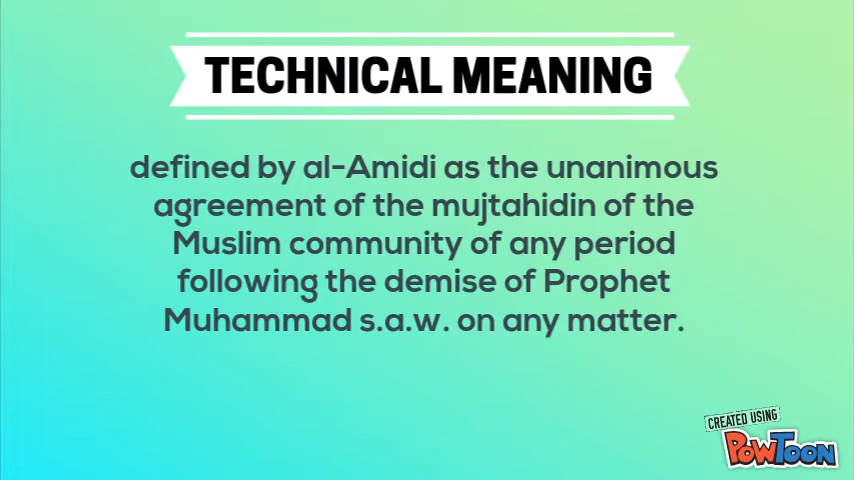 TECHNICAL MEANING
defined by al-Amidi as the unanimous
agreement of the mujtahidin of the
Muslim community of any period
following the demise of Prophet
Muhammad s.a.w. on any matter.
CREATED USING
POWTOON